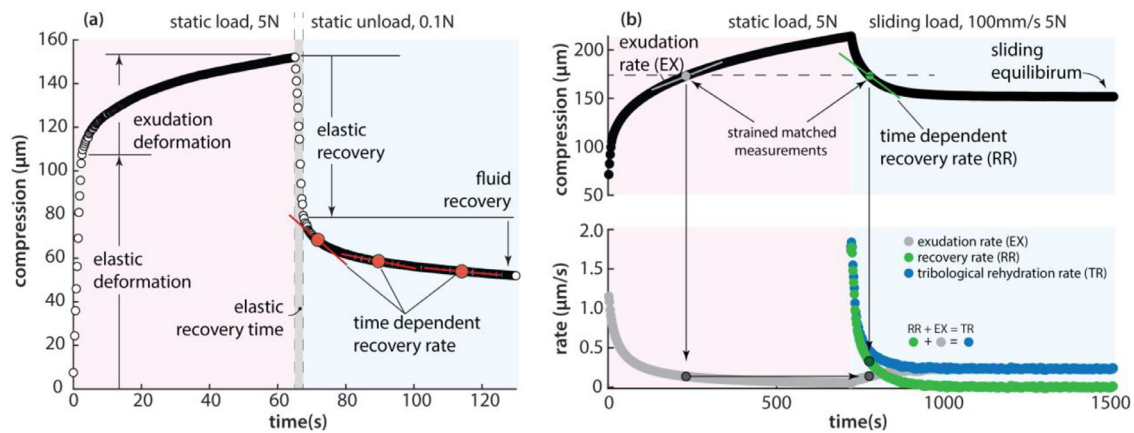 (a)
static load, 5N
static unload, 0.1N
160
140
120
100
80
60
40
20
0
compression (µm)
exudation
deformation
elastic
deformation
elastic
recovery
fluid
recovery
elastic
recovery time
time dependent
recovery rate
0
20
40
60
80
100
120
time(s)
(b)
static load, 5N
sliding load, 100mm/s 5N
200
150
100
50
compression (µm)
exudation
rate (EX)
strained matched
measurements
sliding
equilibirum
time dependent
recovery rate (RR)
2.0
1.5
1.0
0.5
0
rate (µm/s)
exudation rate (EX)
recovery rate (RR)
tribological rehydration rate (TR)
RR + EX = TR
+ =
0
500
1000
1500
time(s)